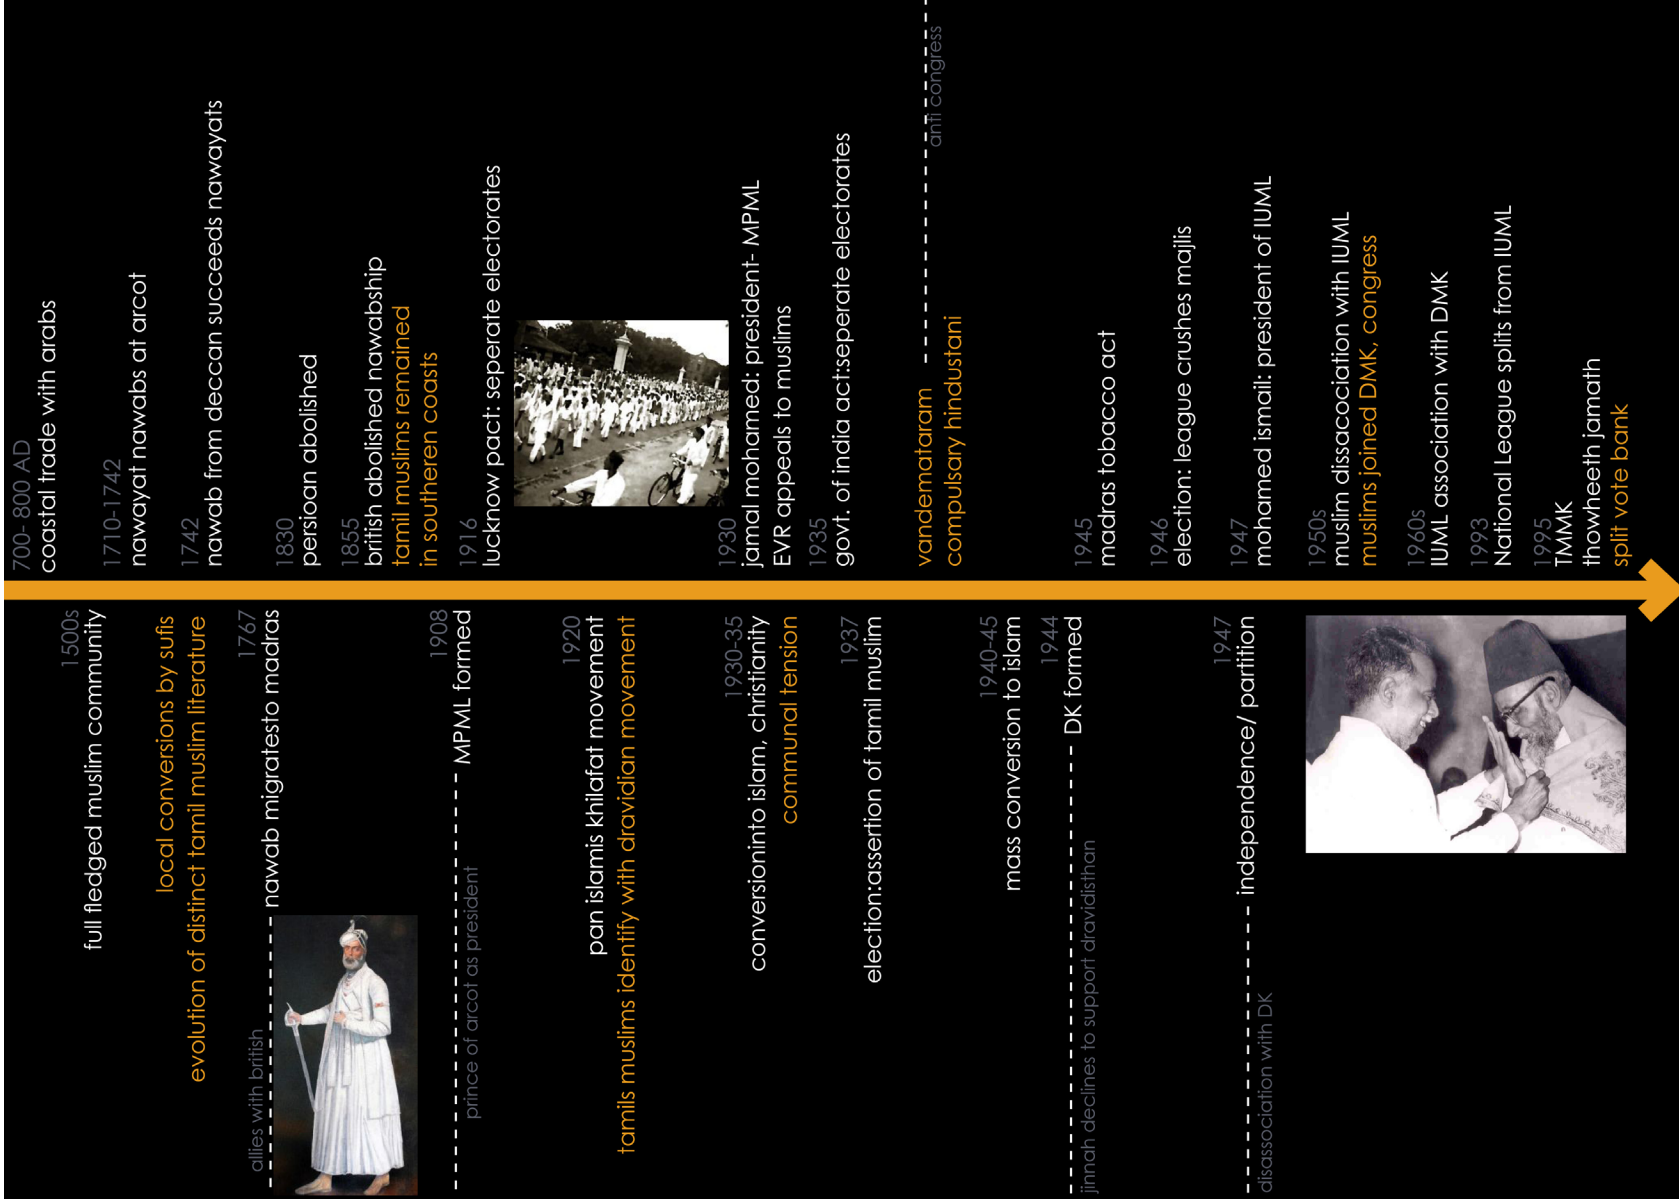 700- 800 AD
coastal trade with arabs
1710-1742
nawayat nawabs at arcot
1742
nawab from deccan succeeds nawayats
1830
persioan abolished
1855
british abolished nawabship
tamil muslims remained
in southeren coasts
1916
lucknow pact: seperate electorates
1930
jamal mohamed: president- MPML
EVR appeals to muslims
1935
govt. of india act:seperate electorates
vandemataram
anti congress
compulsary hindustani
1945
madras tobacco act
1946
election: league crushes majlis
1947
mohamed ismail: president of IUML
1950s
muslim dissaccociation with IUML
muslims joined DMK, congress
1960s
IUML association with DMK
1993
National League splits from IUML
1995
TMMK
thowheeth jamath
split vote bank
1500s
full fledged muslim community
local conversions by sufis
evolution of distinct tamil muslim literature
1767
allies with british
nawab migratesto madras
1908
MPML formed
prince of arcot as president
1920
pan islamis khilafat movement
tamils muslims identify with dravidian movement
1930-35
conversioninto islam, christianity
communal tension
1937
election:assertion of tamil muslim
1940-45
mass conversion to islam
1944
DK formed
jinnah declines to support dravidisthan
1947
independence/ partition
disassociation with DK